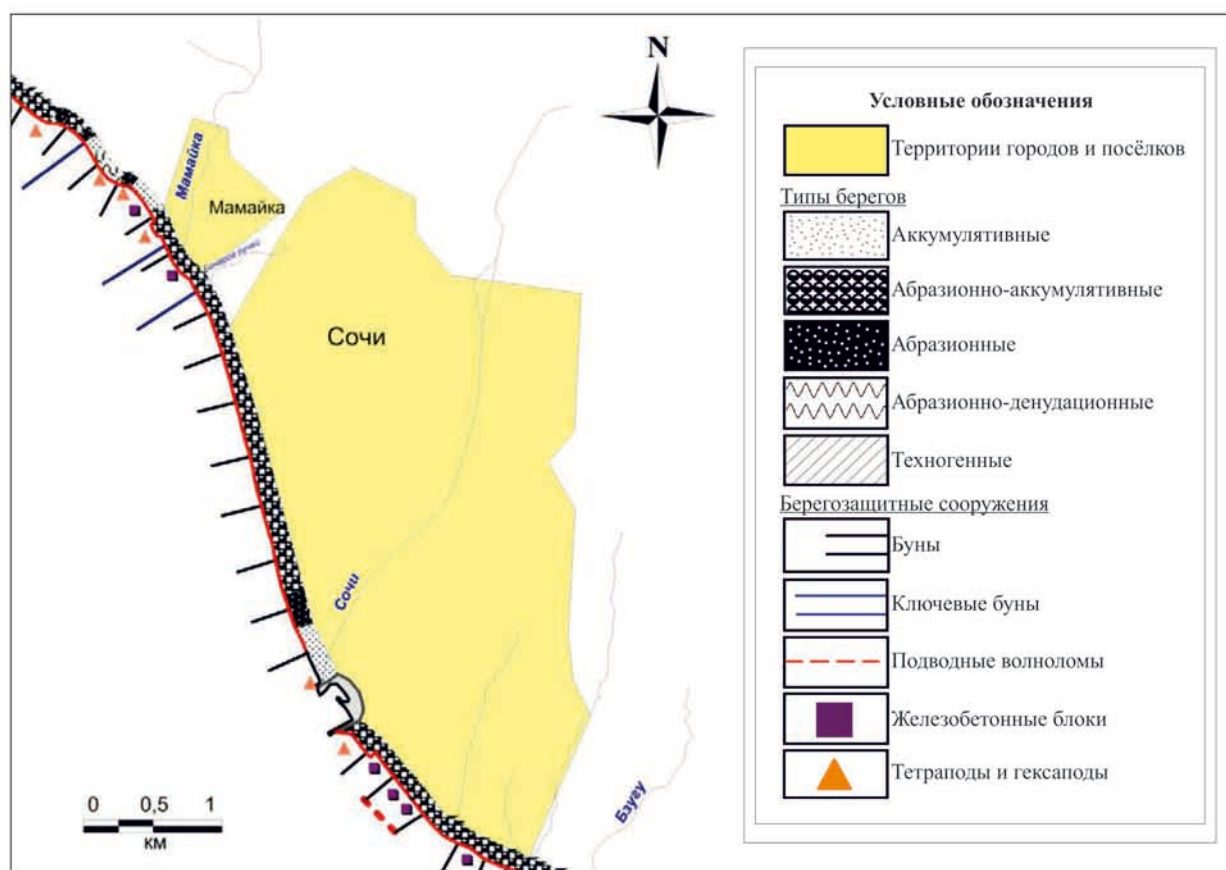 N
Мамайка
Мамайка
Сочи
Сочи
Бзугу
0 0,5 1
км
Условные обозначения
Территории городов и посёлков
Типы берегов
Аккумулятивные
Абразионно-аккумулятивные
Абразионные
Абразионно-денудационные
Техногенные
Берегозащитные сооружения
Буны
Ключевые буны
Подводные волноломы
Железобетонные блоки
Тетраподы и гексаподы